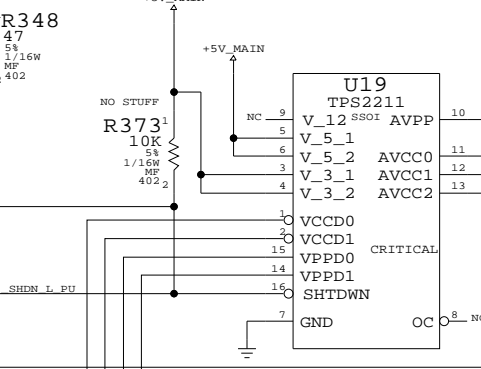 R348
47
5%
1/16W
MF
402
+5V_MAIN
NO STUFF
R373
1
10K
5%
1/16W
MF
402
2
U19
TPS2211
SSOI
NC 9 V_12 AVPP 10
5 V_5_1
6 V_5_2 AVCC0 11
3 V_3_1 AVCC1 12
4 V_3_2 AVCC2 13
1 VCCD0
2 VCCD1
CRITICAL
15 VPPD0
14 VPPD1
_SHDN_L_PU 16 SHTDWN
7 GND OC 8